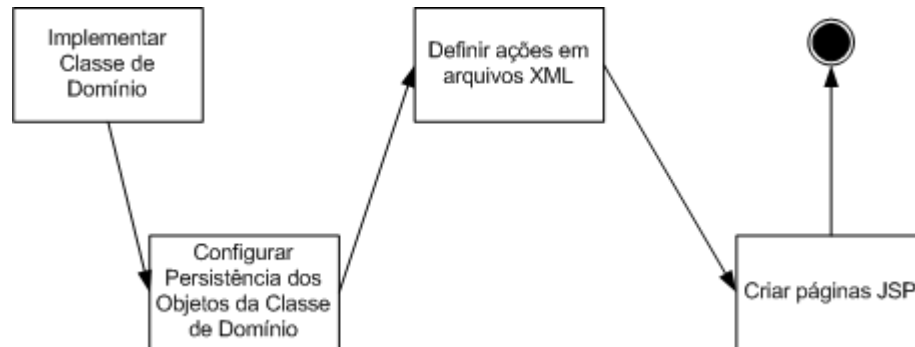 Implementar
Classe de
Domínio
Configurar
Persistência dos
Objetos da Classe
de Domínio
Definir ações em
arquivos XML
Criar páginas JSP